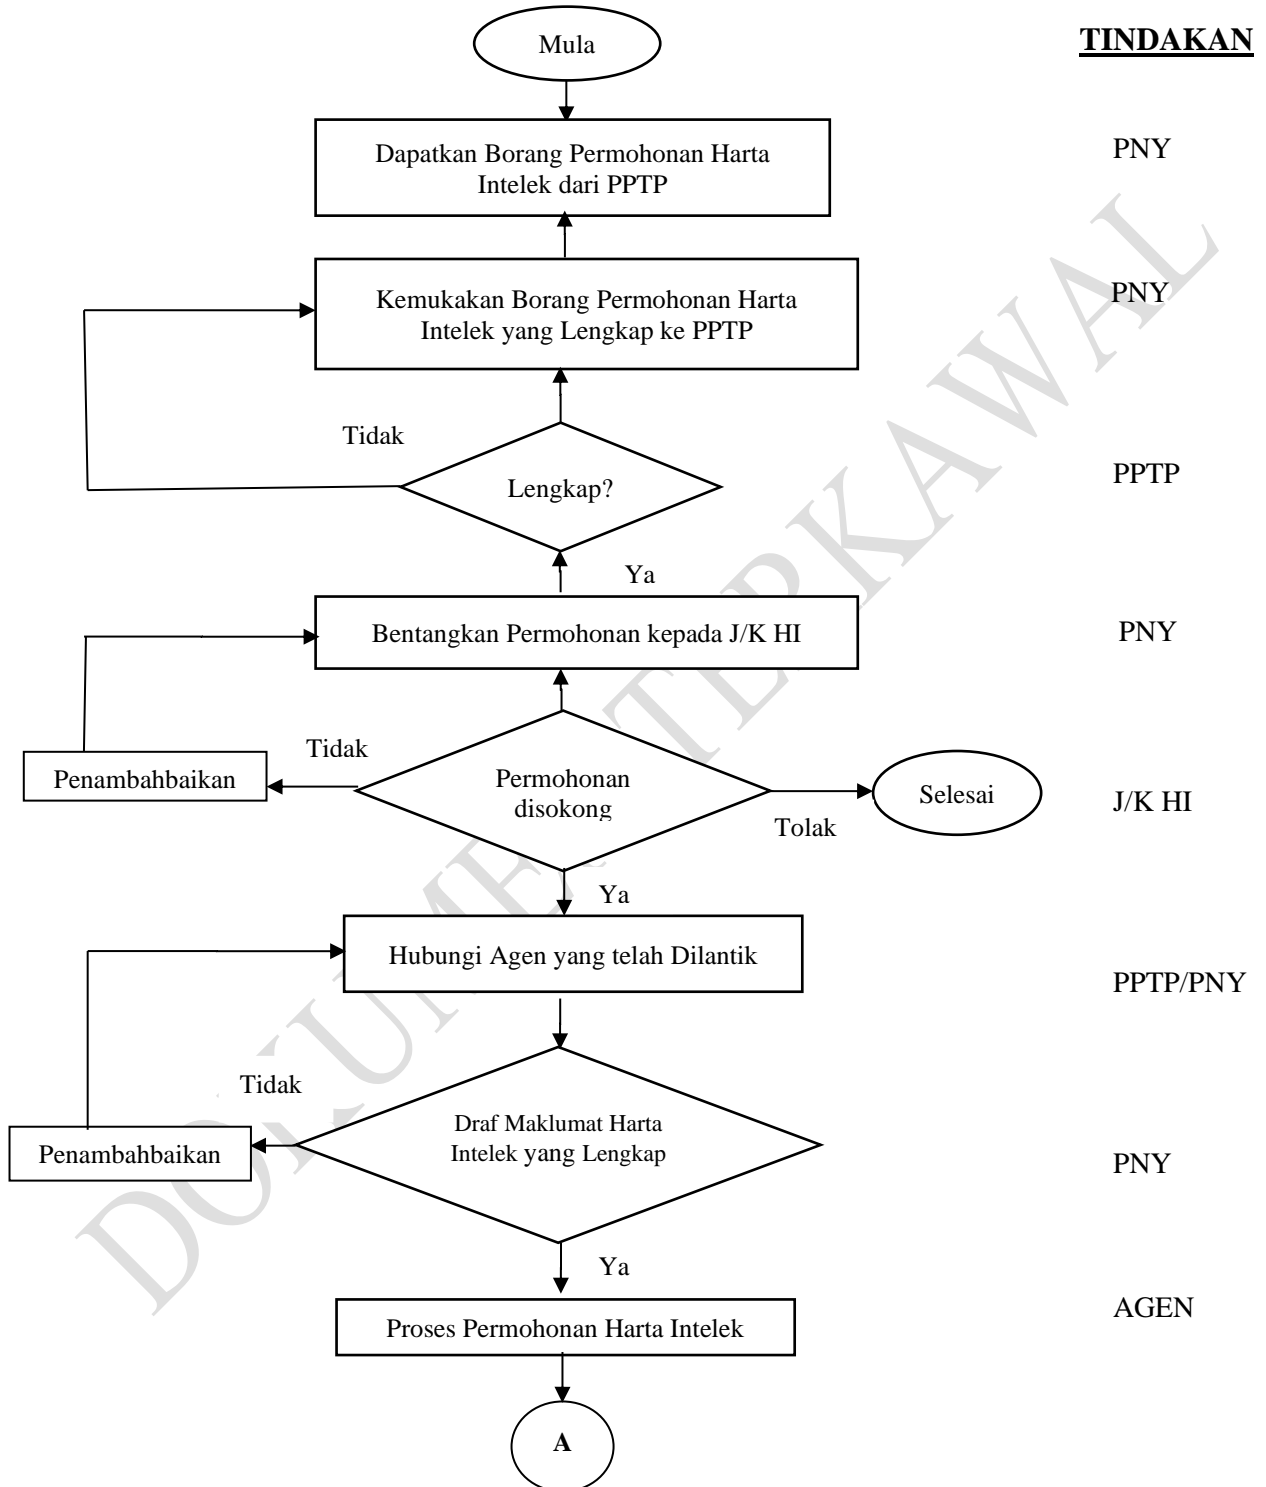 Mula
TINDAKAN
Dapatkan Borang Permohonan Harta
Intelek dari PPTP
PNY
Kemukakan Borang Permohonan Harta
Intelek yang Lengkap ke PPTP
PNY
Tidak
Lengkap?
PPTP
Ya
Bentangkan Permohonan kepada J/K HI
PNY
Tidak
Penambahbaikan
Permohonan
disokong
Tolak
Selesai
J/K HI
Ya
Hubungi Agen yang telah Dilantik
PPTP/PNY
Tidak
Penambahbaikan
Draf Maklumat Harta
Intelek yang Lengkap
PNY
Ya
Proses Permohonan Harta Intelek
AGEN
A
DOKUMEN TERKAWAL